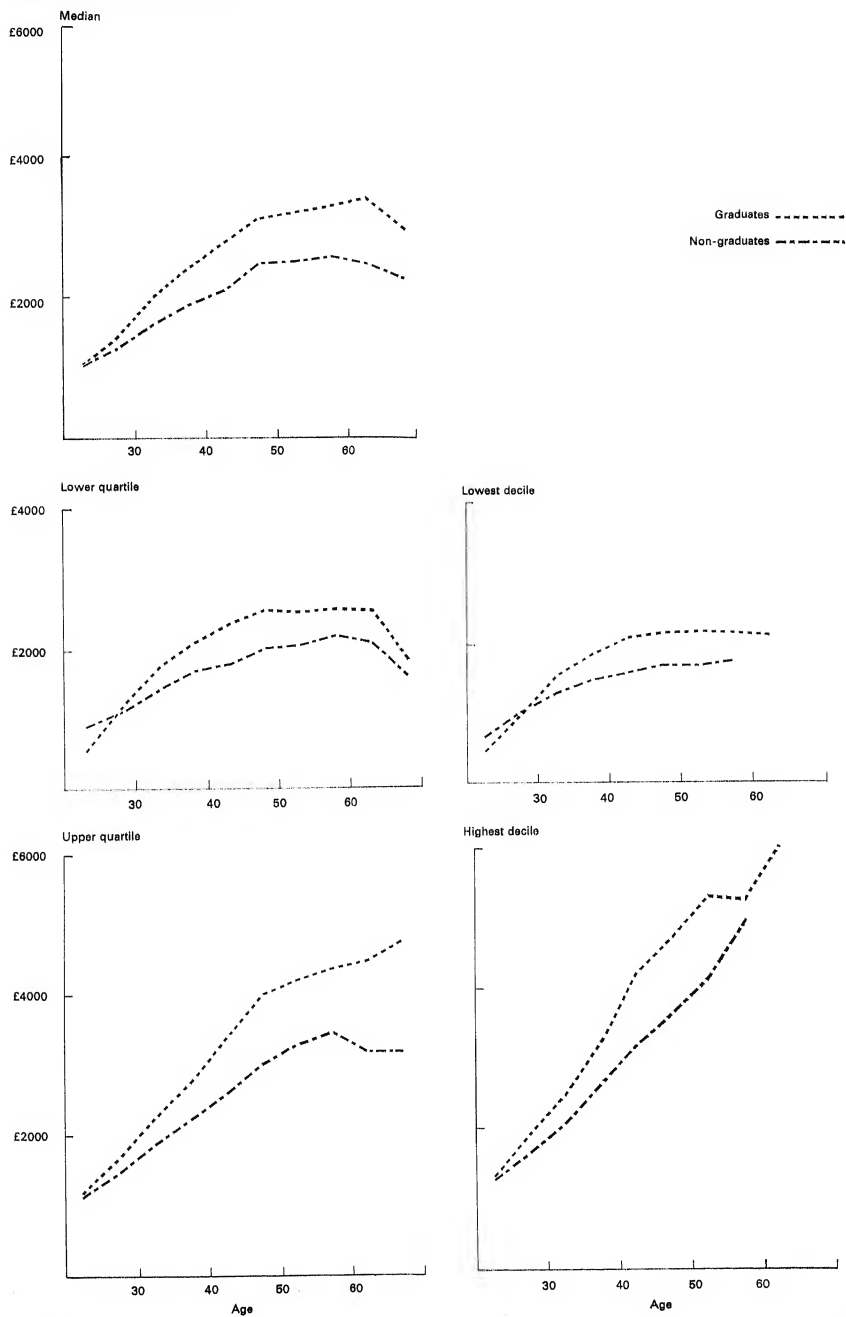 Median
£6000
£4000
£2000
30 40 50 60
Graduates
Non-graduates
Lower quartile
£4000
£2000
30 40 50 60
Lowest decile
30 40 50 60
Upper quartile
£6000
£4000
£2000
30 40 50 60
Age
Highest decile
30 40 50 60
Age